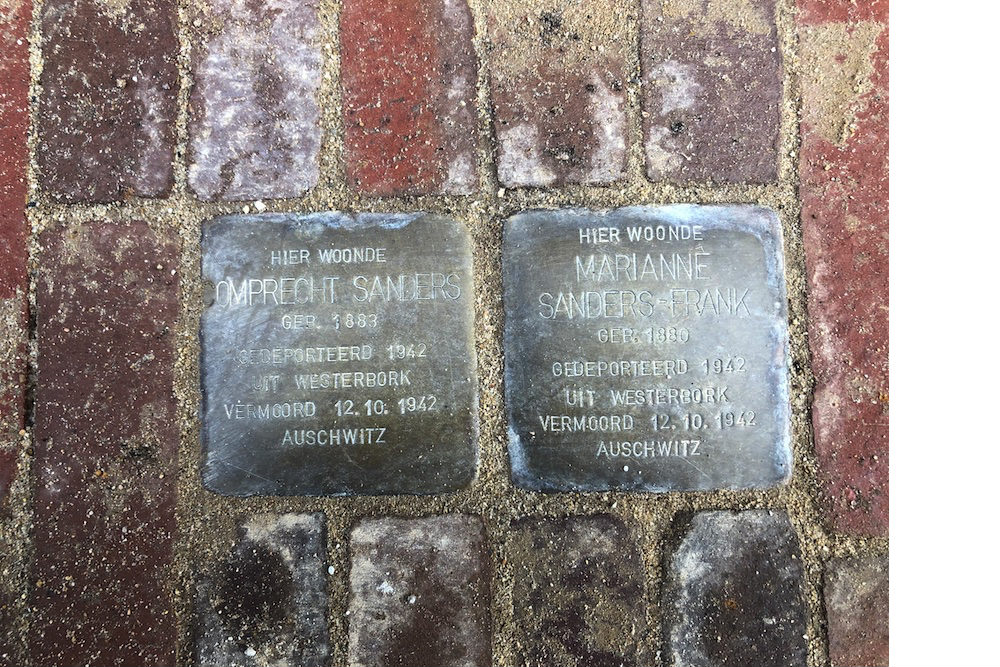 HIER WOONDE
OMPRECHT SANDERS
GEB. 1883
GEDEPORTEERD 1942
UIT WESTERBORK
VERMOORD 12.10.1942
AUSCHWITZ
HIER WOONDE
MARIANNE
SANDERS-FRANK
GEB. 1880
GEDEPORTEERD 1942
UIT WESTERBORK
VERMOORD 12.10.1942
AUSCHWITZ